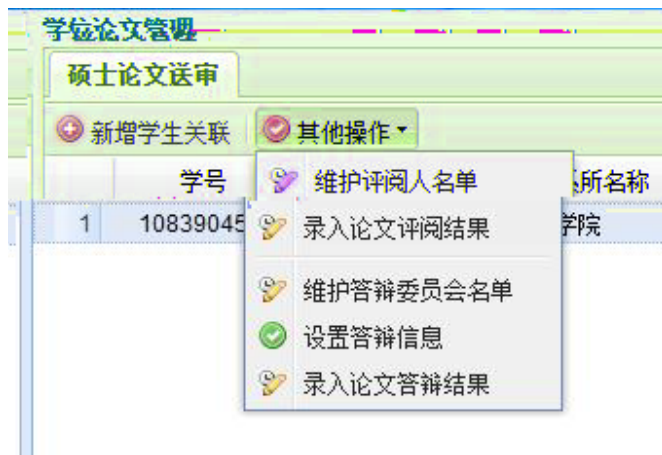 学位论文管理
硕士论文送审
新增学生关联 其他操作
学号 所名称
1 10839045 学院
维护评阅人名单
录入论文评阅结果
维护答辩委员会名单
设置答辩信息
录入论文答辩结果